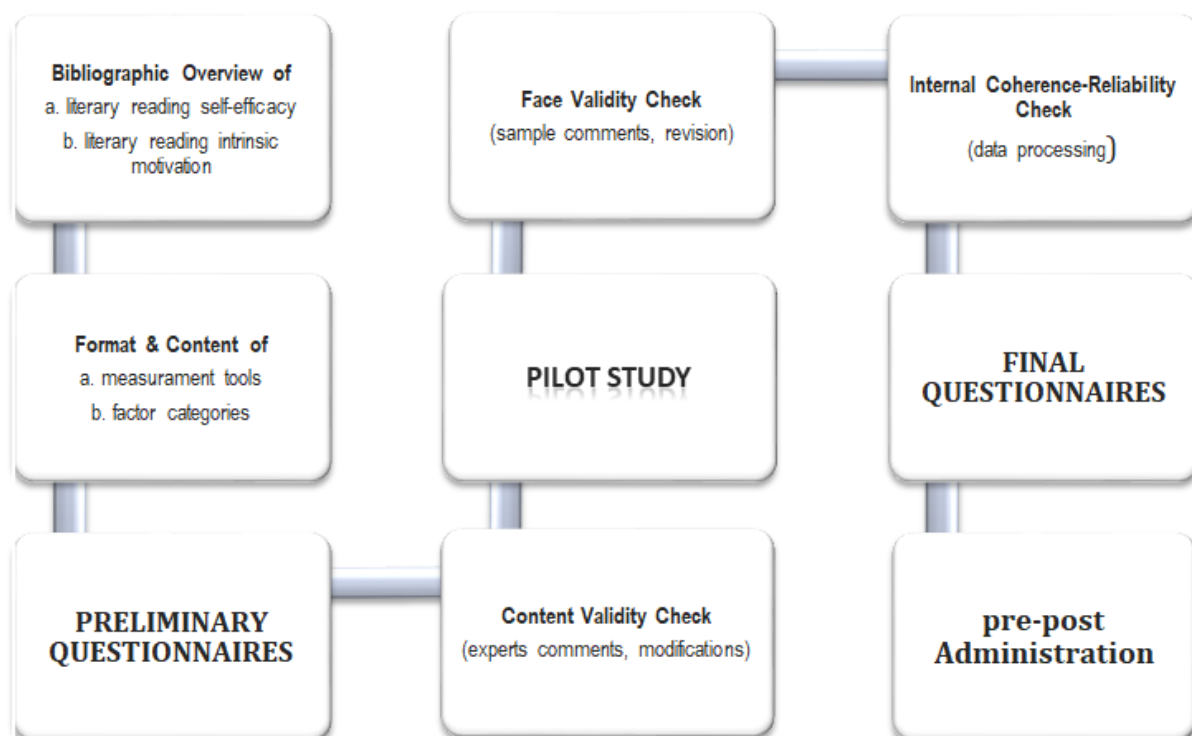 Bibliographic Overview of
a. literary reading self-efficacy
b. literary reading intrinsic
motivation
Format & Content of
a. measurament tools
b. factor categories
PRELIMINARY
QUESTIONNAIRES
Content Validity Check
(experts comments, modifications)
PILOT STUDY
Face Validity Check
(sample comments, revision)
Internal Coherence-Reliability
Check
(data processing)
FINAL
QUESTIONNAIRES
pre-post
Administration